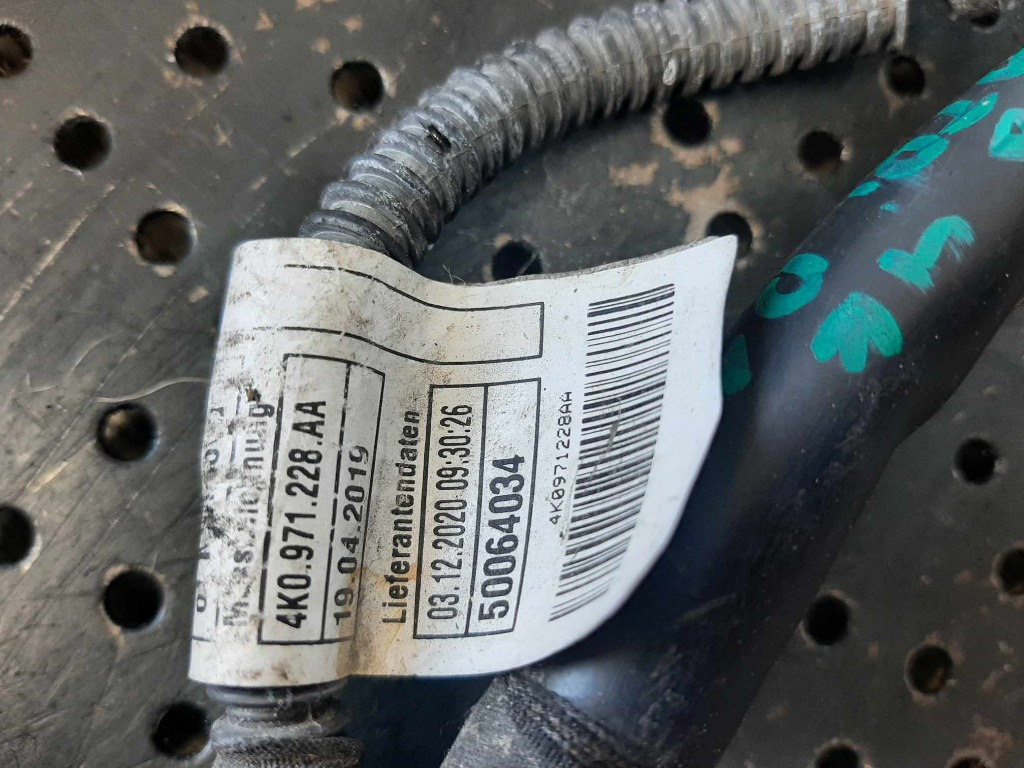 4K0.971.228.AA
19.04.2019
Lieferantendaten
03.12.2020 09:30:26
50064034
4K0971228AA